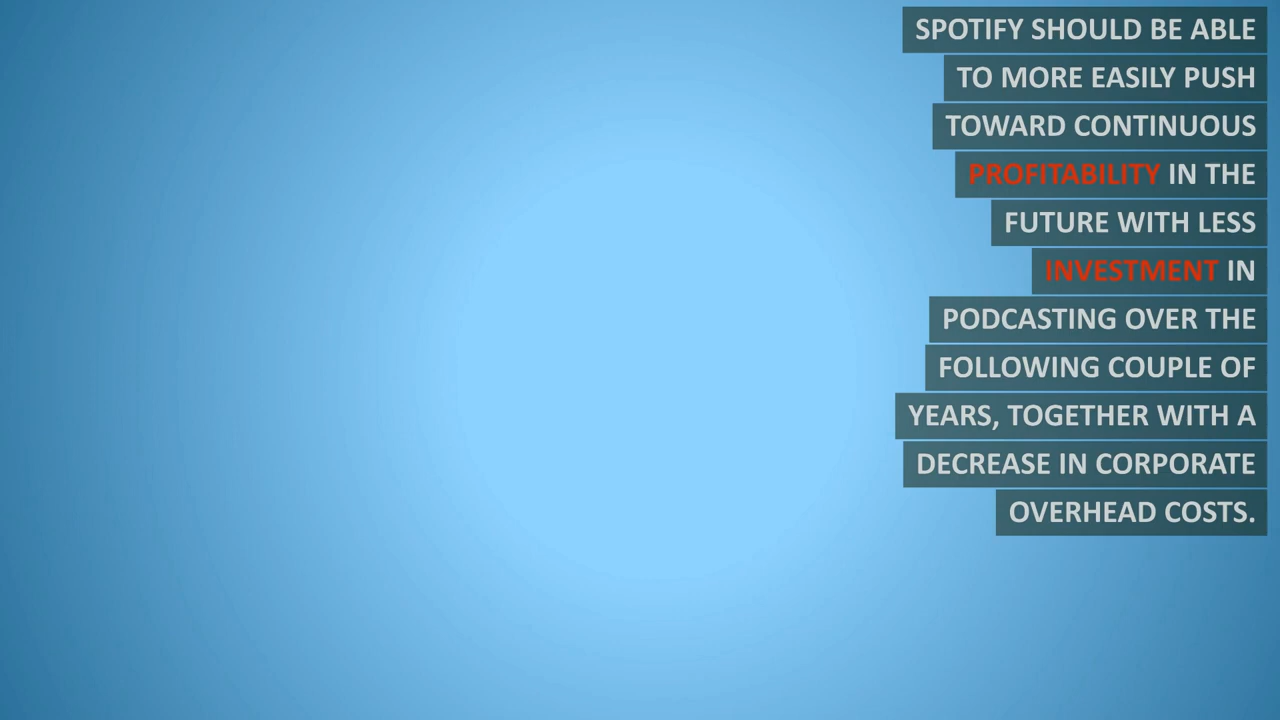 SPOTIFY SHOULD BE ABLE
TO MORE EASILY PUSH
TOWARD CONTINUOUS
PROFITABILITY IN THE
FUTURE WITH LESS
INVESTMENT IN
PODCASTING OVER THE
FOLLOWING COUPLE OF
YEARS, TOGETHER WITH A
DECREASE IN CORPORATE
OVERHEAD COSTS.